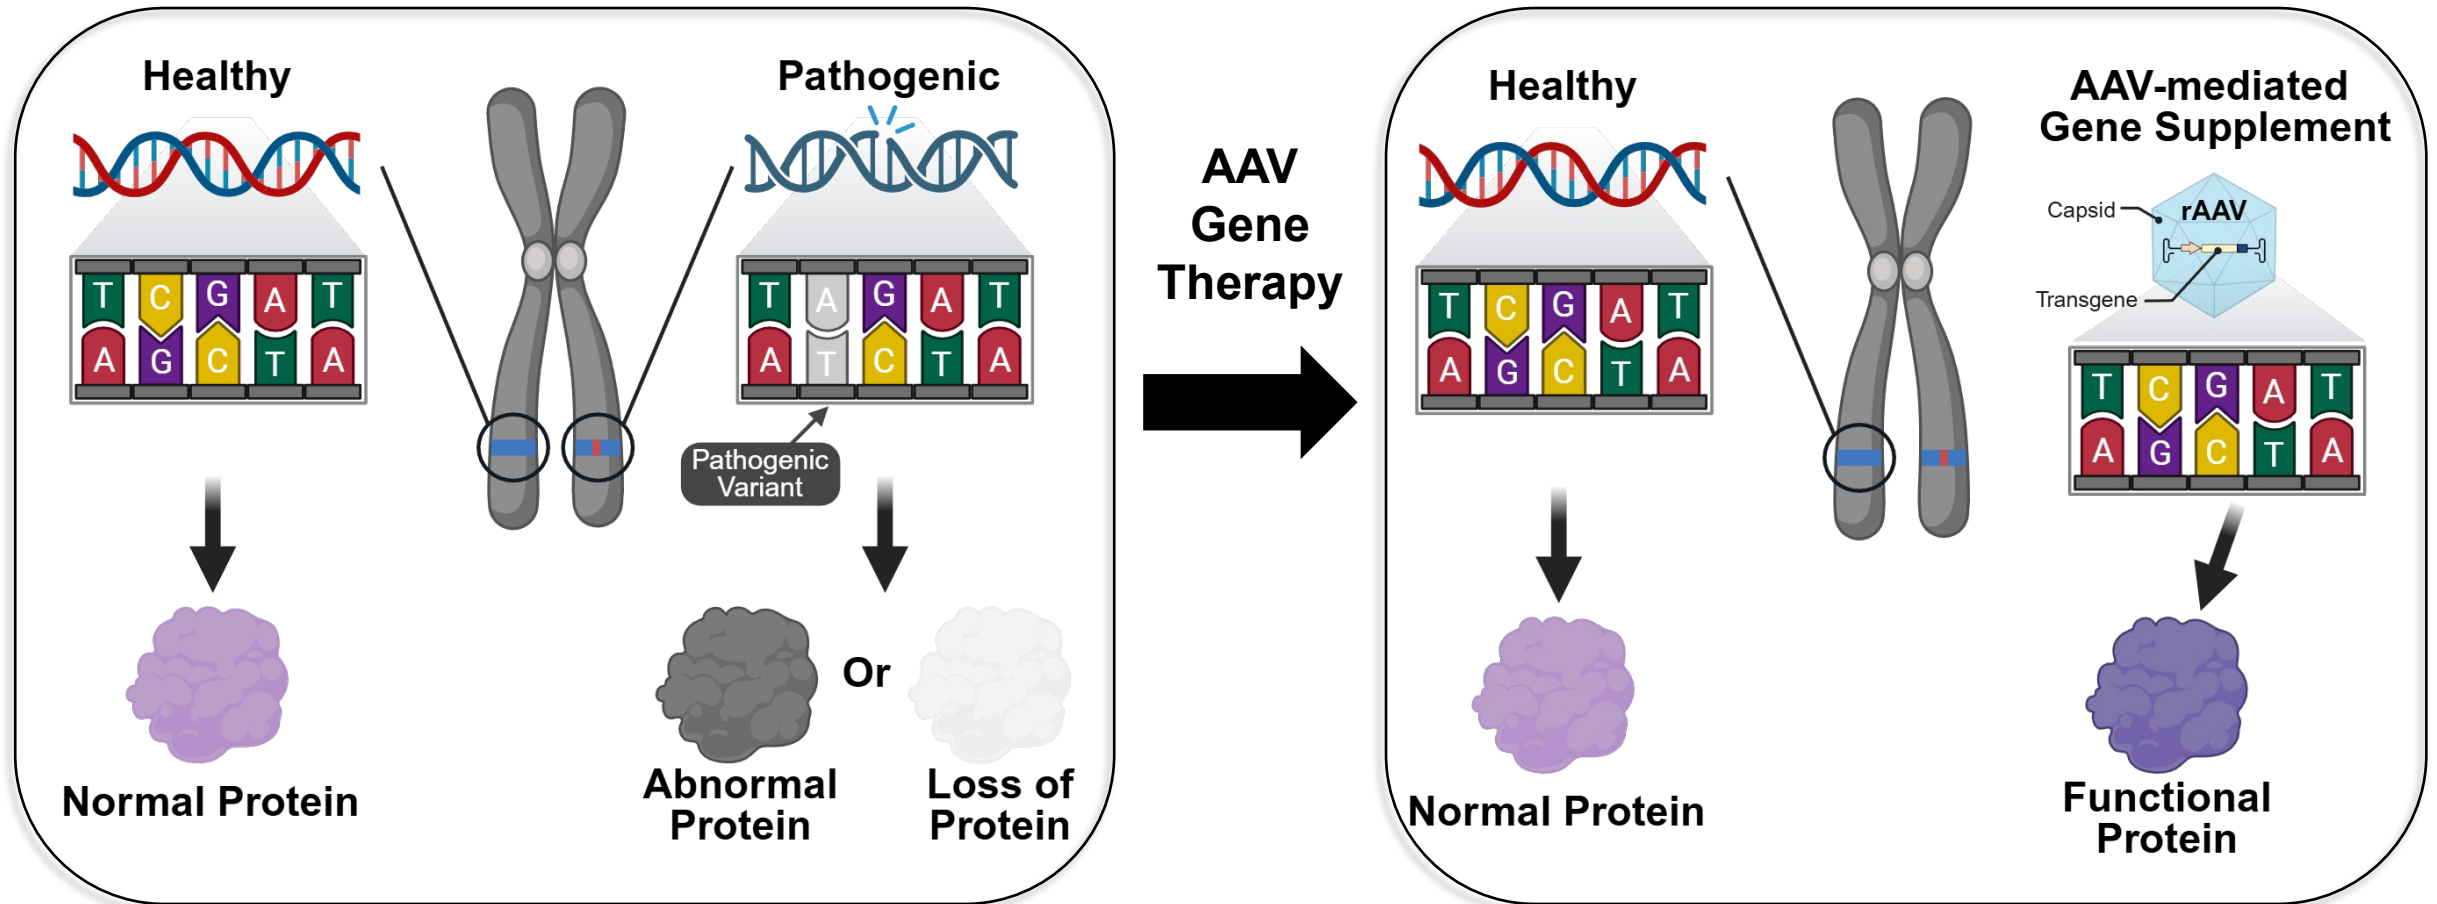 Healthy
T C G A T
A G C T A
Normal Protein
Pathogenic
T A G A T
A T C T A
Pathogenic
Variant
Or
Abnormal
Protein
Loss of
Protein
AAV
Gene
Therapy
Healthy
T C G A T
A G C T A
Normal Protein
AAV-mediated
Gene Supplement
Capsid
rAAV
Transgene
T C G A T
A G C T A
Functional
Protein